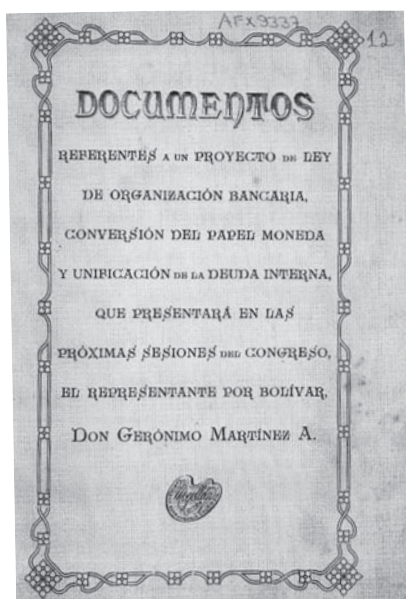 AFX9337
12
DOCUMENTOS
REFERENTES A UN PROYECTO DE LEY
DE ORGANIZACIÓN BANCARIA,
CONVERSIÓN DEL PAPEL MONEDA
Y UNIFICACIÓN DE LA DEUDA INTERNA,
QUE PRESENTARÁ EN LAS
PRÓXIMAS SESIONES DEL CONGRESO,
EL REPRESENTANTE POR BOLÍVAR,
DON GERÓNIMO MARTÍNEZ A.